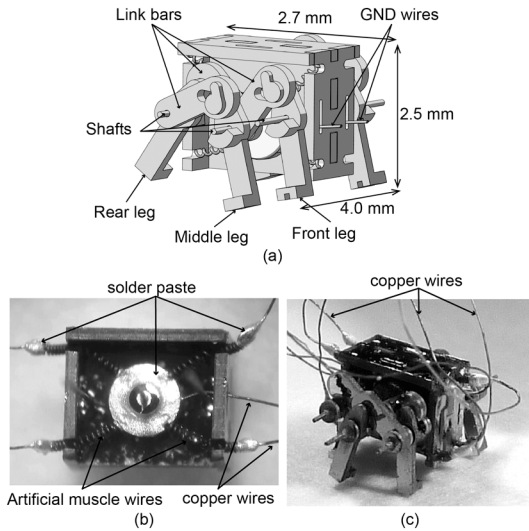 2.7 mm
GND wires
Link bars
2.5 mm
Shafts
Rear leg
4.0 mm
Middle leg
Front leg
(a)
solder paste
copper wires
Artificial muscle wires
copper wires
(b)
(c)